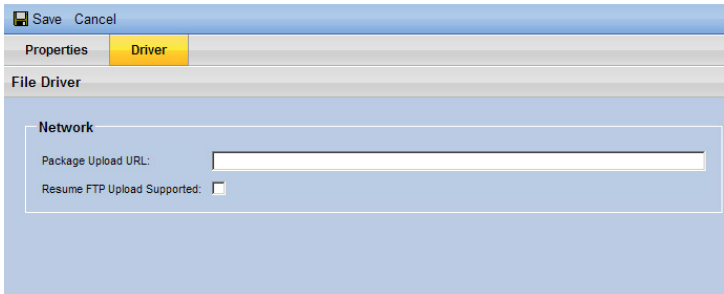 Save Cancel
Properties Driver
File Driver
Network
Package Upload URL:
Resume FTP Upload Supported: